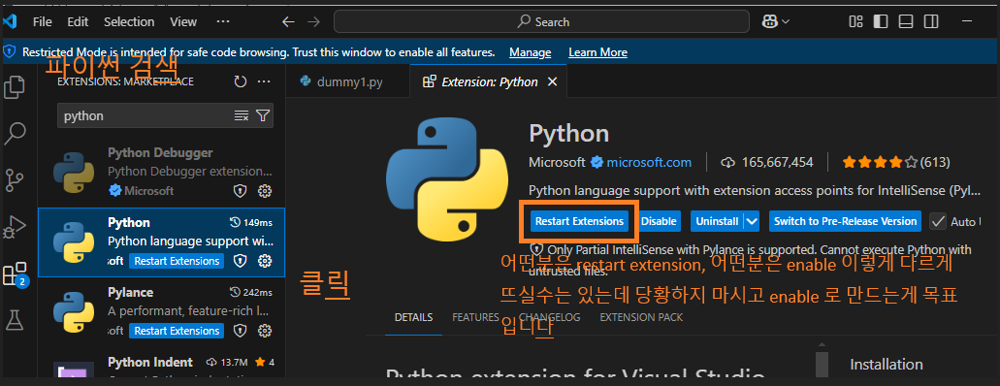 File Edit Selection View ··· Search
Restricted Mode is intended for safe code browsing. Trust this window to enable all features. Manage Learn More
파이썬 검색
EXTENSIONS: MARKETPLACE ···
python
Python Debugger
Python Debugger extension...
Microsoft
Python 149ms
Python language support wi...
soft Restart Extensions
Pylance 242ms
A performant, feature-rich l...
soft Restart Extensions
Python Indent 13.7M 4
2
클릭
dummy1.py Extension: Python
Python
Microsoft microsoft.com 165,667,454 (613)
Python language support with extension access points for IntelliSense (Pyl...
Restart Extensions Disable Uninstall Switch to Pre-Release Version Auto U
Only Partial IntelliSense with Pylance is supported. Cannot execute Python with
untrusted files.
어떤분은 restart extension, 어떤분은 enable 이렇게 다르게
뜨실수는 있는데 당황하지 마시고 enable 로 만드는게 목표
입니다
DETAILS FEATURES CHANGELOG EXTENSION PACK
Python extension for Visual Studio
Installation